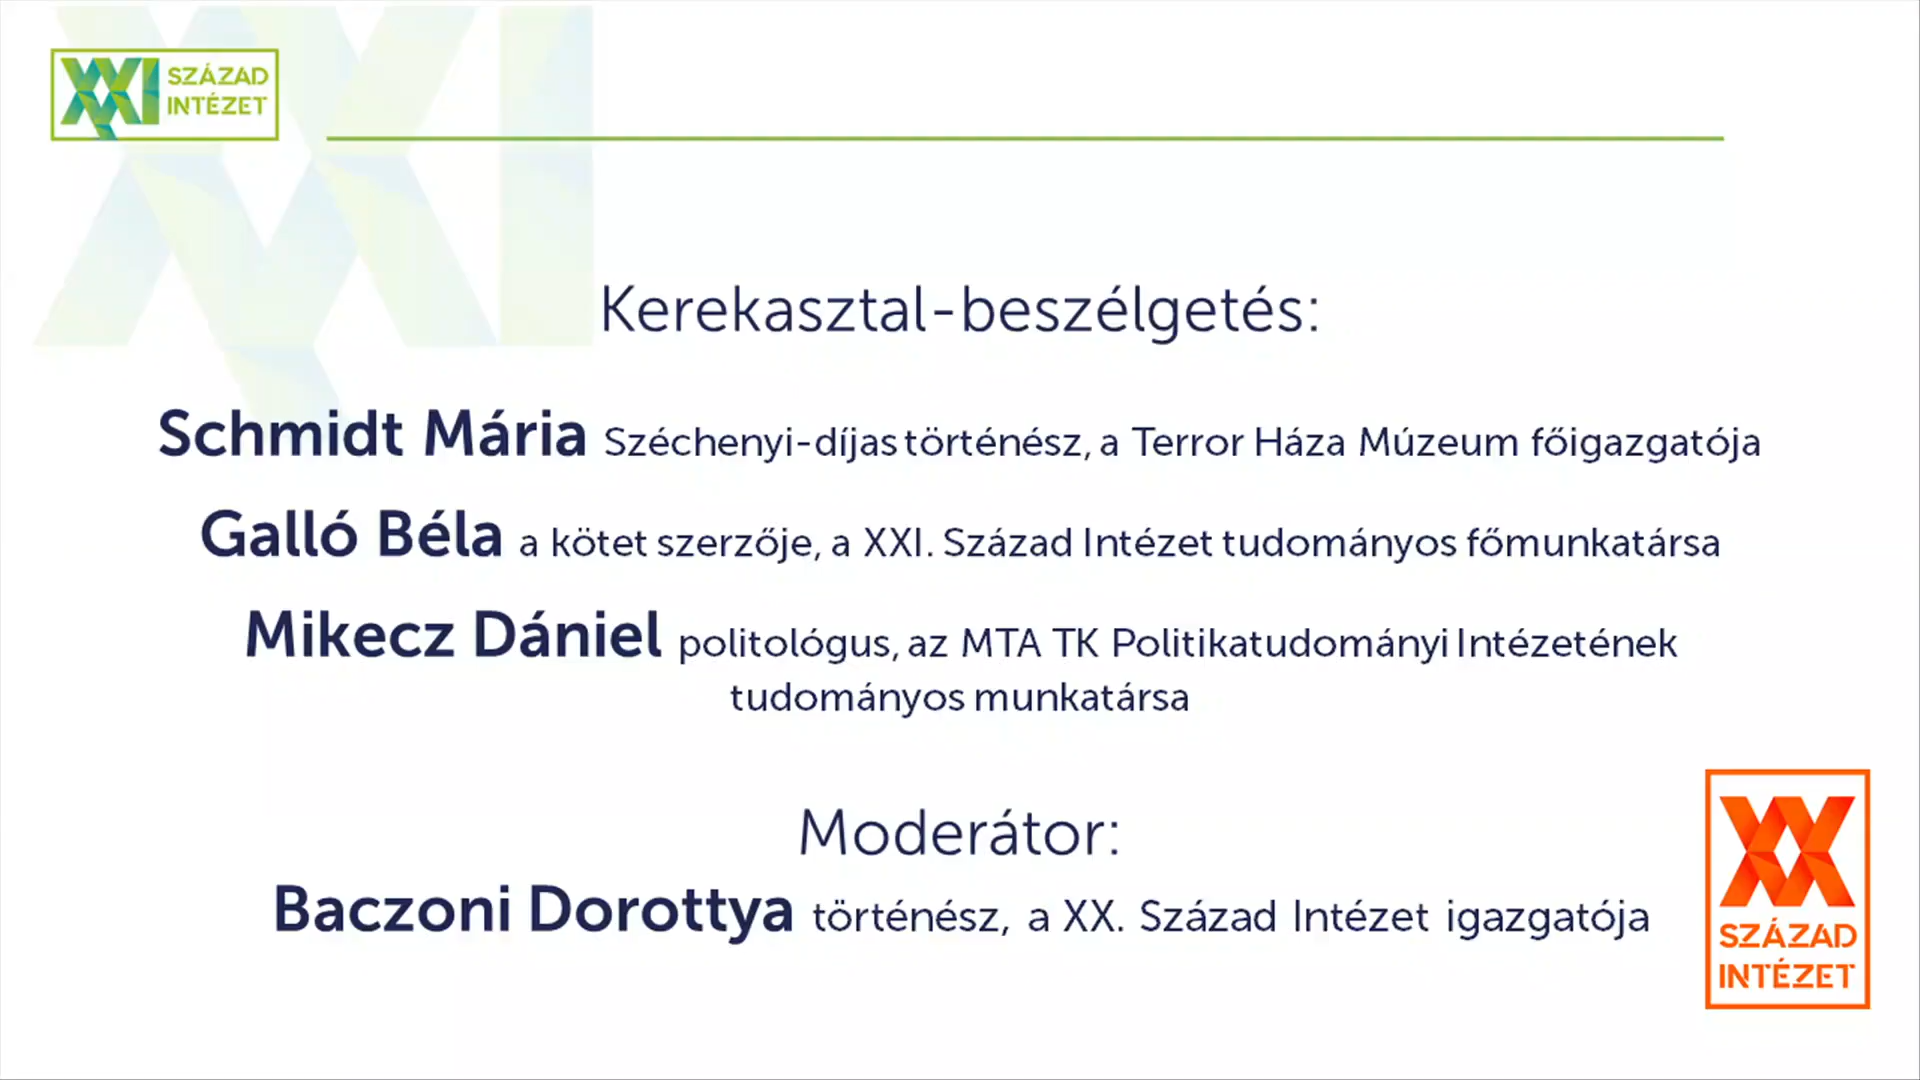 XXI SZÁZAD
INTÉZET
Kerekasztal-beszélgetés:
Schmidt Mária Széchenyi-díjas történész, a Terror Háza Múzeum főigazgatója
Galló Béla a kötet szerzője, a XXI. Század Intézet tudományos főmunkatársa
Mikecz Dániel politológus, az MTA TK Politikatudományi Intézetének
tudományos munkatársa
Moderátor:
Baczoni Dorottya történész, a XX. Század Intézet igazgatója
XX
SZÁZAD
INTÉZET